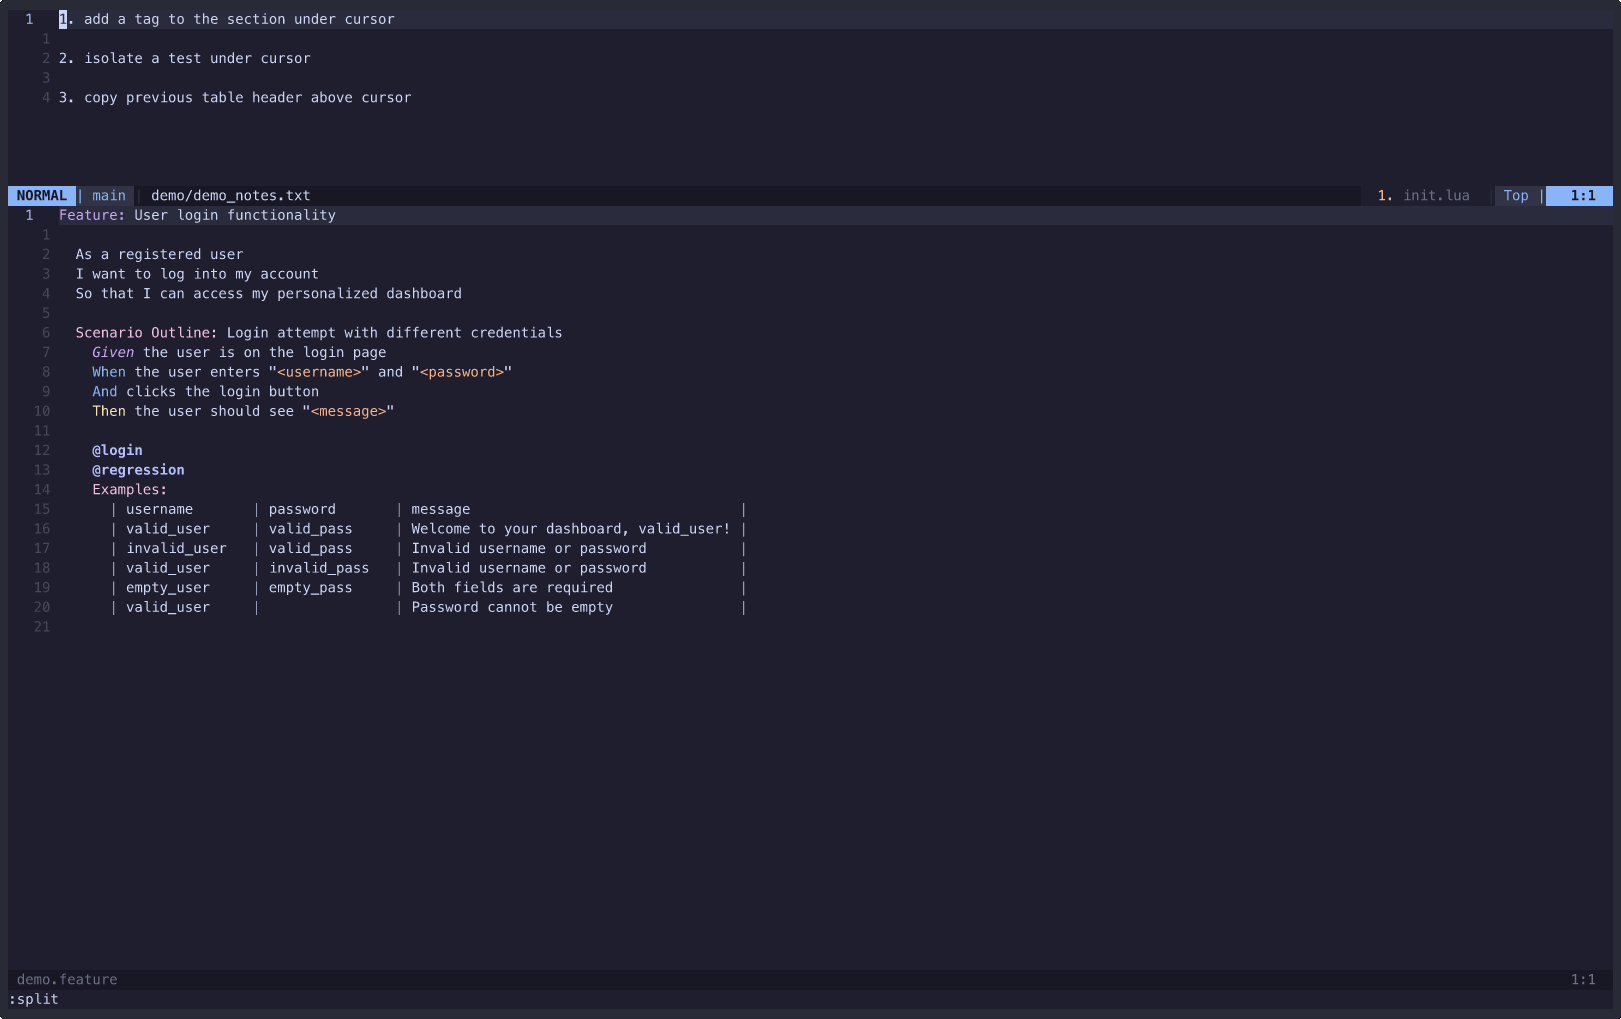 1 1. add a tag to the section under cursor
1
2 2. isolate a test under cursor
3
4 3. copy previous table header above cursor
NORMAL | main | demo/demo_notes.txt 1. init.lua | Top | 1:1
1 Feature: User login functionality
1
2 As a registered user
3 I want to log into my account
4 So that I can access my personalized dashboard
5
6 Scenario Outline: Login attempt with different credentials
7 Given the user is on the login page
8 When the user enters "<username>" and "<password>"
9 And clicks the login button
10 Then the user should see "<message>"
11
12 @login
13 @regression
14 Examples:
15 | username | password | message |
16 | valid_user | valid_pass | Welcome to your dashboard, valid_user! |
17 | invalid_user | valid_pass | Invalid username or password |
18 | valid_user | invalid_pass | Invalid username or password |
19 | empty_user | empty_pass | Both fields are required |
20 | valid_user | | Password cannot be empty |
21
demo.feature 1:1
:split